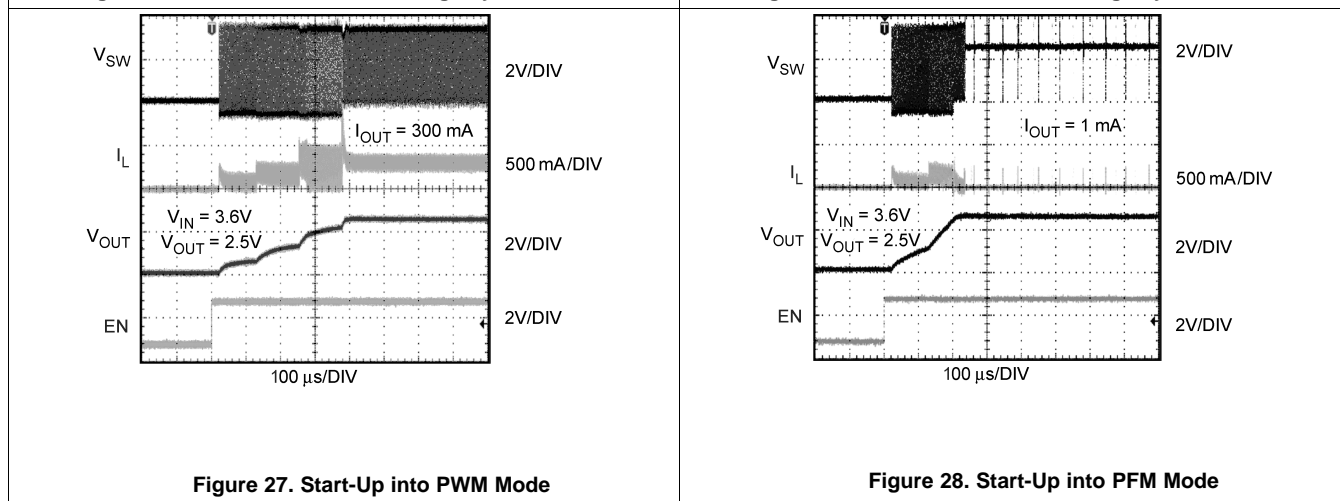 V_SW
2V/DIV
I_OUT = 300 mA
I_L
500 mA/DIV
V_IN = 3.6V
V_OUT = 2.5V
V_OUT
2V/DIV
EN
2V/DIV
100 µs/DIV
Figure 27. Start-Up into PWM Mode
V_SW
2V/DIV
I_OUT = 1 mA
I_L
500 mA/DIV
V_IN = 3.6V
V_OUT = 2.5V
V_OUT
2V/DIV
EN
2V/DIV
100 µs/DIV
Figure 28. Start-Up into PFM Mode